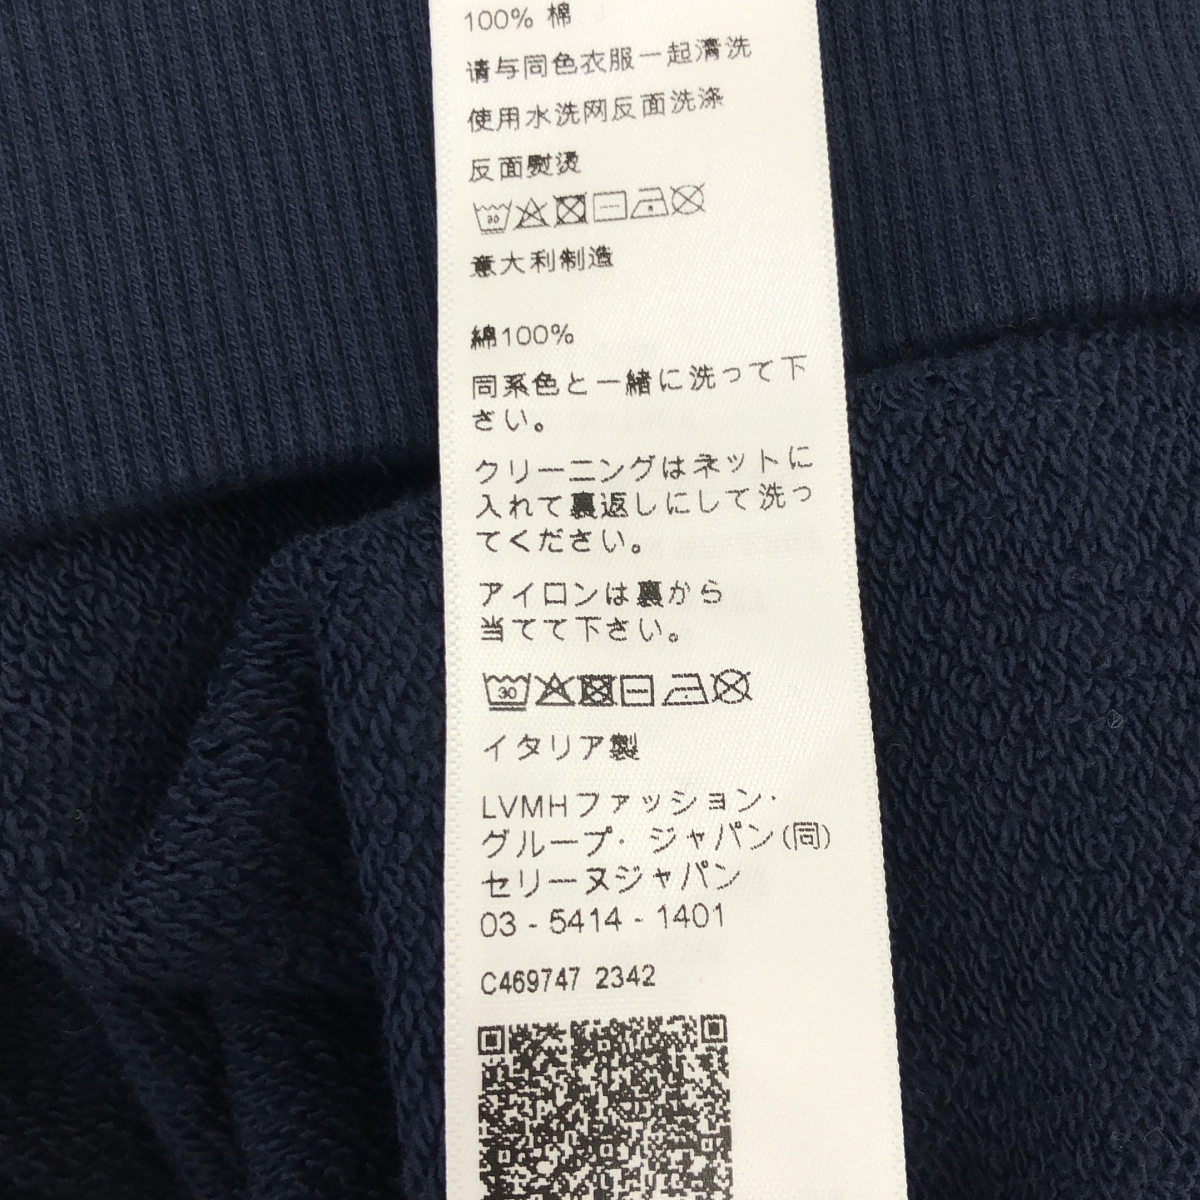 100% 棉
请与同色衣服一起清洗
使用水洗网反面洗涤
反面熨烫
30
意大利制造
綿100%
同系色と一緒に洗って下
さい。
クリーニングはネットに
入れて裏返しにして洗っ
てください。
アイロンは裏から
当てて下さい。
30
イタリア製
LVMHファッション・
グループ・ジャパン(同)
セリーヌジャパン
03 - 5414 - 1401
C469747 2342